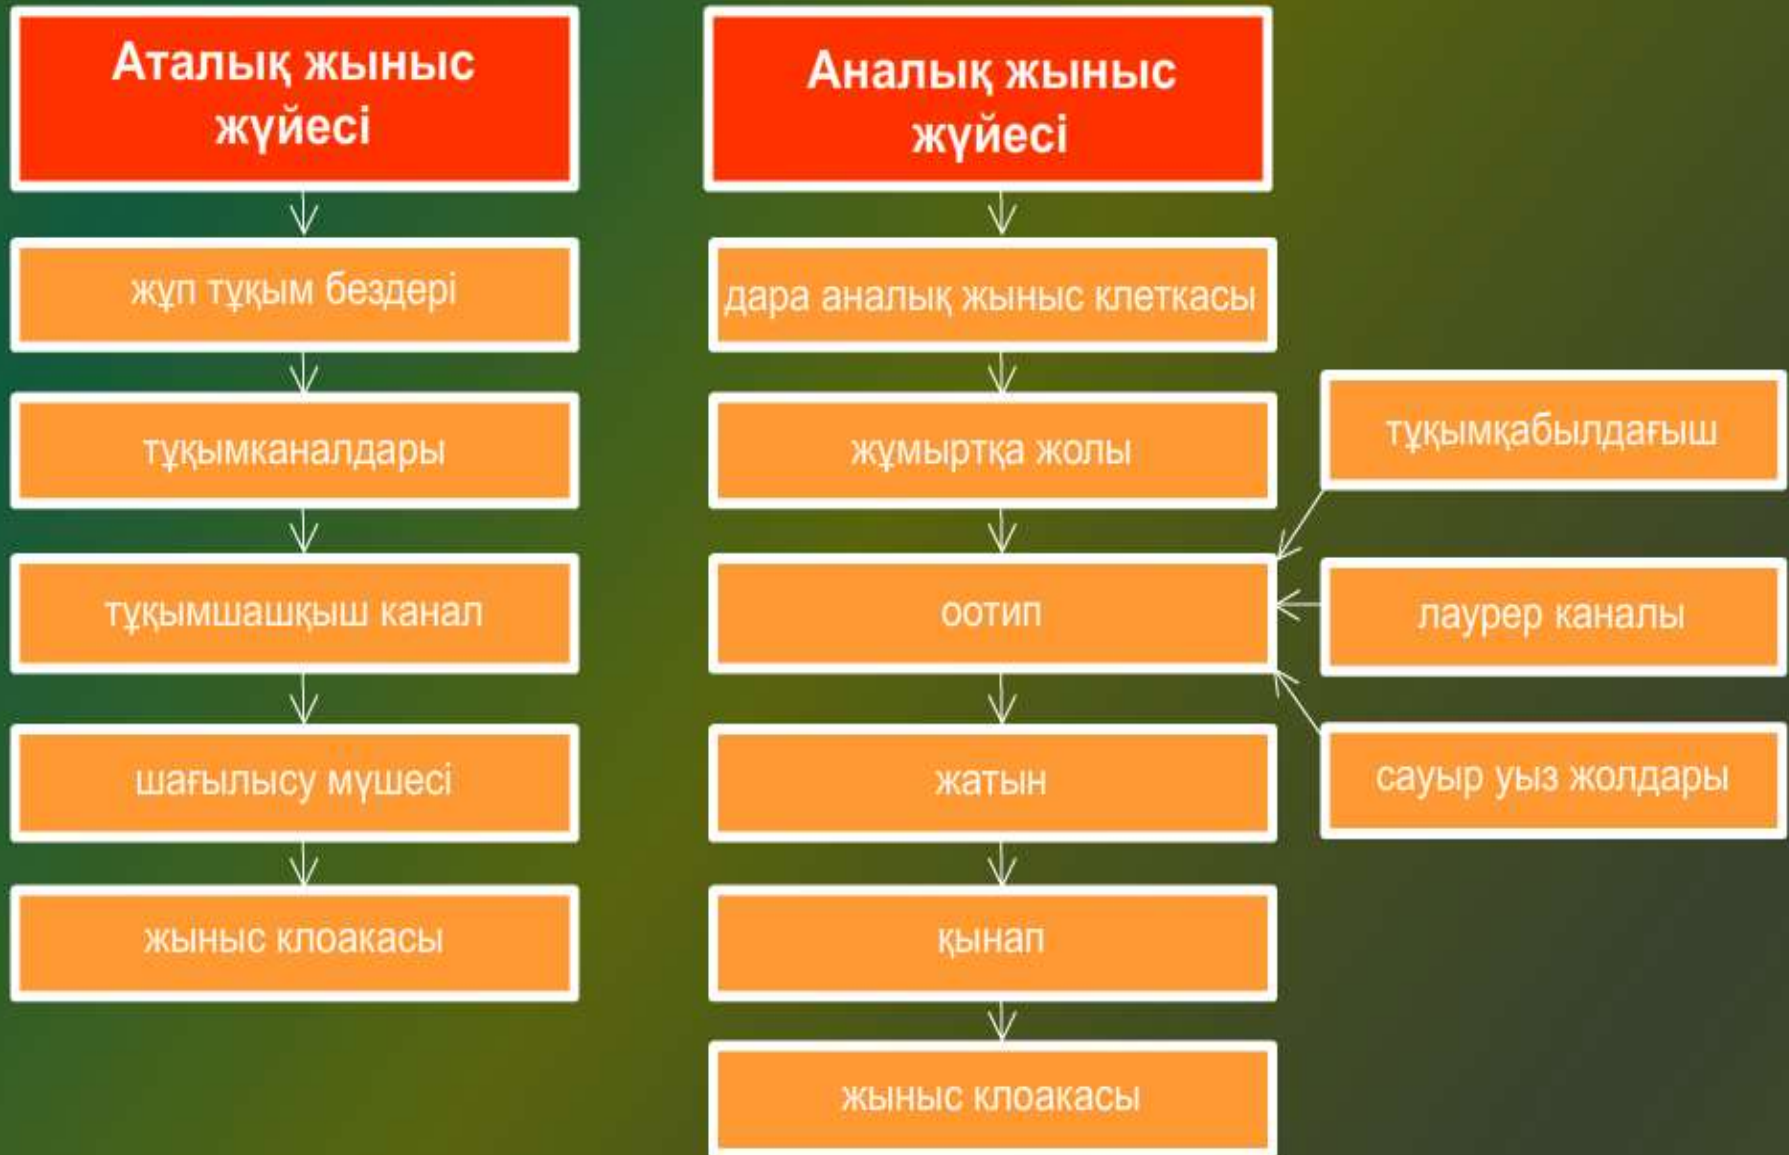 Аталық жыныс
жүйесі
жұп тұқым бездері
тұқымканалдары
тұқымшашқыш канал
шағылысу мүшесі
жыныс клоакасы
Аналық жыныс
жүйесі
дара аналық жыныс клеткасы
жұмыртқа жолы
оотип
жатын
қынап
жыныс клоакасы
тұқымқабылдағыш
лаурер каналы
сауыр уыз жолдары